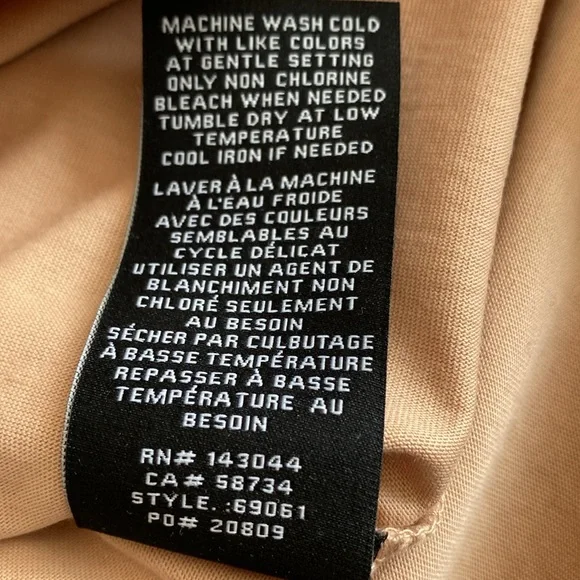 MACHINE WASH COLD
WITH LIKE COLORS
AT GENTLE SETTING
ONLY NON CHLORINE
BLEACH WHEN NEEDED
TUMBLE DRY AT LOW
TEMPERATURE
COOL IRON IF NEEDED
LAVER À LA MACHINE
À L'EAU FROIDE
AVEC DES COULEURS
SEMBLABLES AU
CYCLE DÉLICAT
UTILISER UN AGENT DE
BLANCHIMENT NON
CHLORÉ SEULEMENT
AU BESOIN
SÉCHER PAR CULBUTAGE
À BASSE TEMPÉRATURE
REPASSER À BASSE
TEMPÉRATURE AU
BESOIN
RN# 143044
CA# 58734
STYLE. :69061
PO# 20809